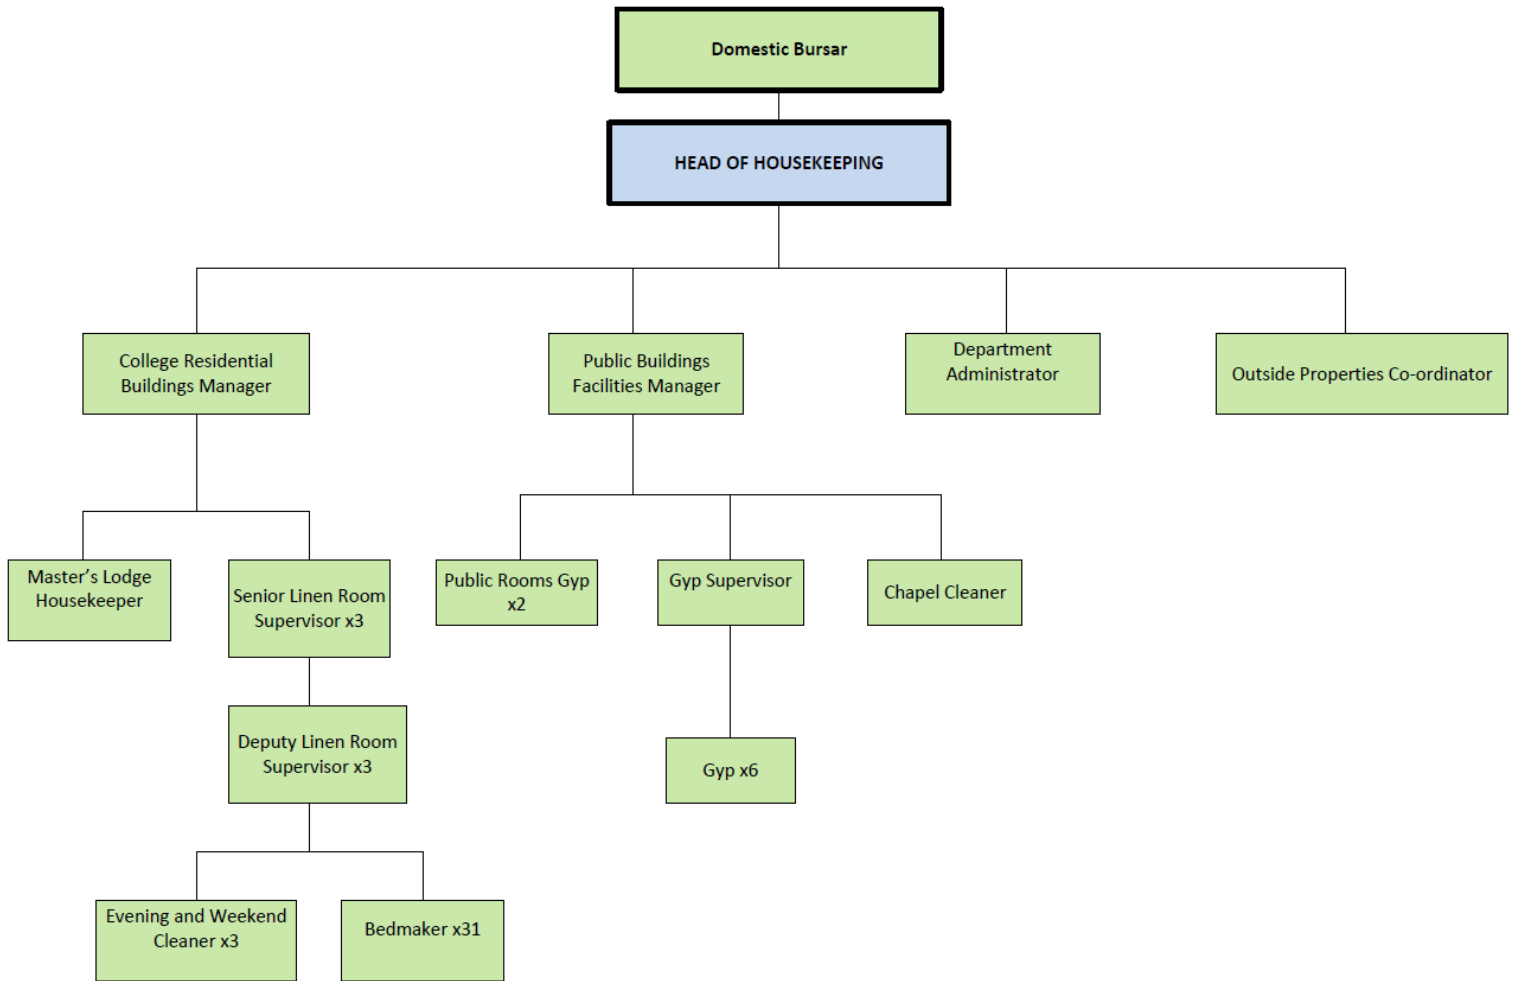 Domestic Bursar
HEAD OF HOUSEKEEPING
College Residential
Buildings Manager
Public Buildings
Facilities Manager
Department
Administrator
Outside Properties Co-ordinator
Master’s Lodge
Housekeeper
Senior Linen Room
Supervisor x3
Public Rooms Gyp
x2
Gyp Supervisor
Chapel Cleaner
Deputy Linen Room
Supervisor x3
Gyp x6
Evening and Weekend
Cleaner x3
Bedmaker x31